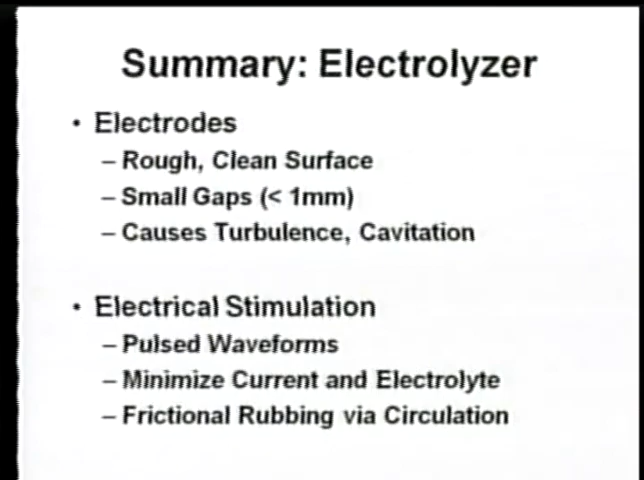 Summary: Electrolyzer
• Electrodes
– Rough, Clean Surface
– Small Gaps (< 1mm)
– Causes Turbulence, Cavitation
• Electrical Stimulation
– Pulsed Waveforms
– Minimize Current and Electrolyte
– Frictional Rubbing via Circulation